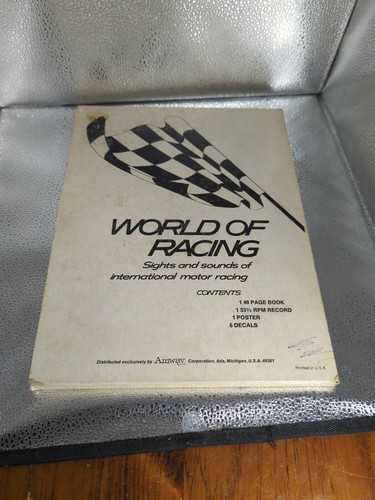 WORLD OF
RACING
Sights and sounds of
international motor racing
CONTENTS
1 48 PAGE BOOK
1 33⅓ RPM RECORD
1 POSTER
6 DECALS
Distributed exclusively by Amway Corporation, Ada, Michigan, U.S.A. 49301
Printed in U.S.A.